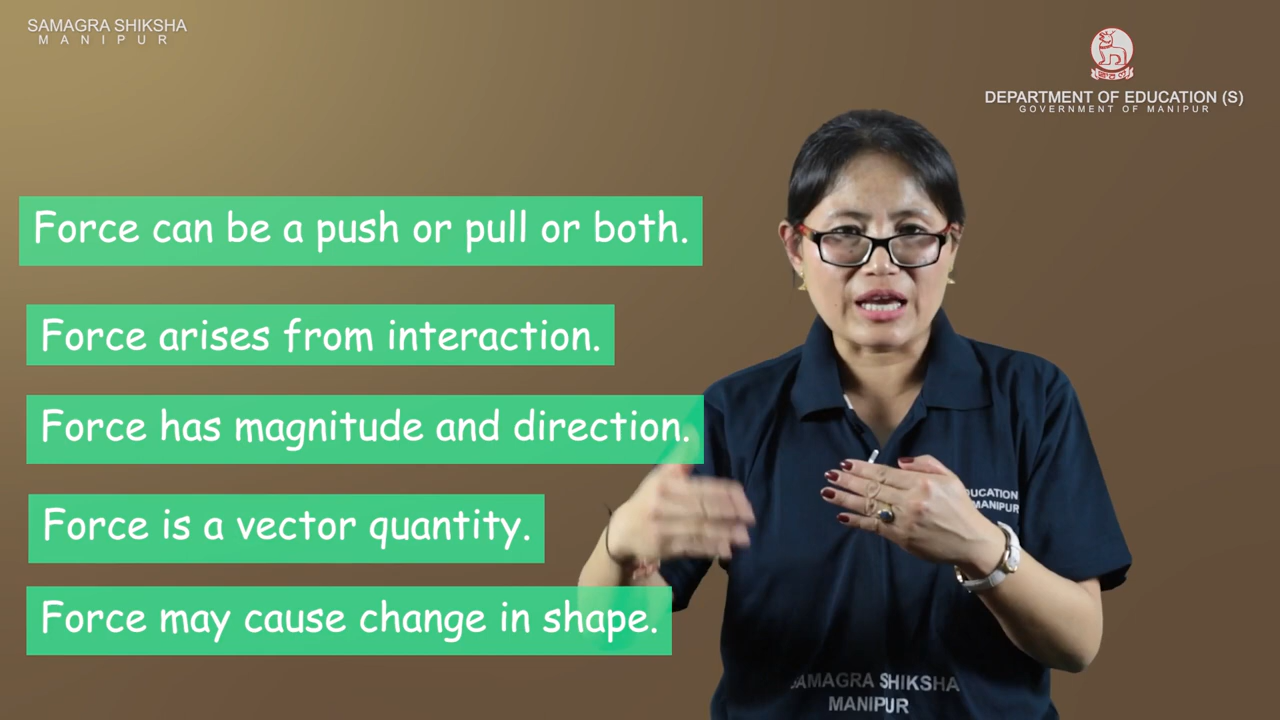 SAMAGRA SHIKSHA
MANIPUR
DEPARTMENT OF EDUCATION (S)
GOVERNMENT OF MANIPUR
Force can be a push or pull or both.
Force arises from interaction.
Force has magnitude and direction.
Force is a vector quantity.
Force may cause change in shape.
UCATION
MANIPUR
AMAGRA SHIKSHA
MANIPUR